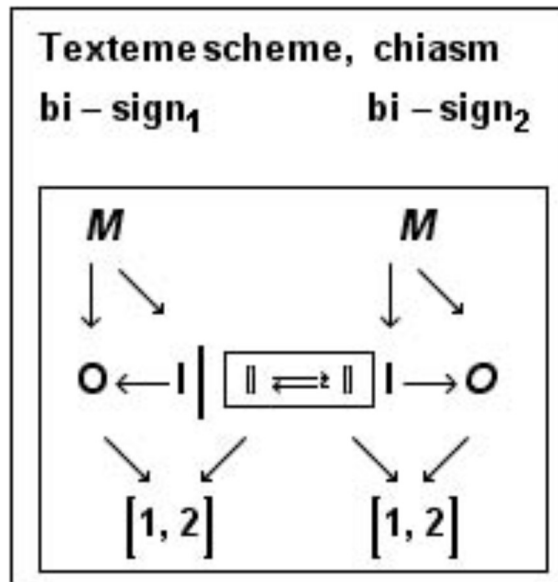 Texteme scheme, chiasm
bi – sign₁ bi – sign₂
M M
↓ ↘ ↓ ↘
O ← I | 𝕀 ⇌ 𝕀 I → O
↘ ↙ ↘ ↙
[1, 2] [1, 2]